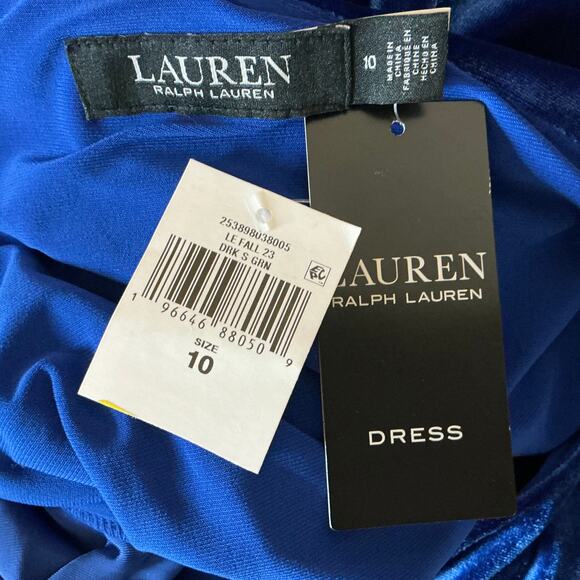 LAUREN
RALPH LAUREN
10
MADE IN
CHINA
FABRIQUÉ EN
CHINE
HECHO EN
CHINA
253898038005
LE FALL 23
DRK S GRN
1 96646 88050 9
SIZE
10
LAUREN
RALPH LAUREN
DRESS